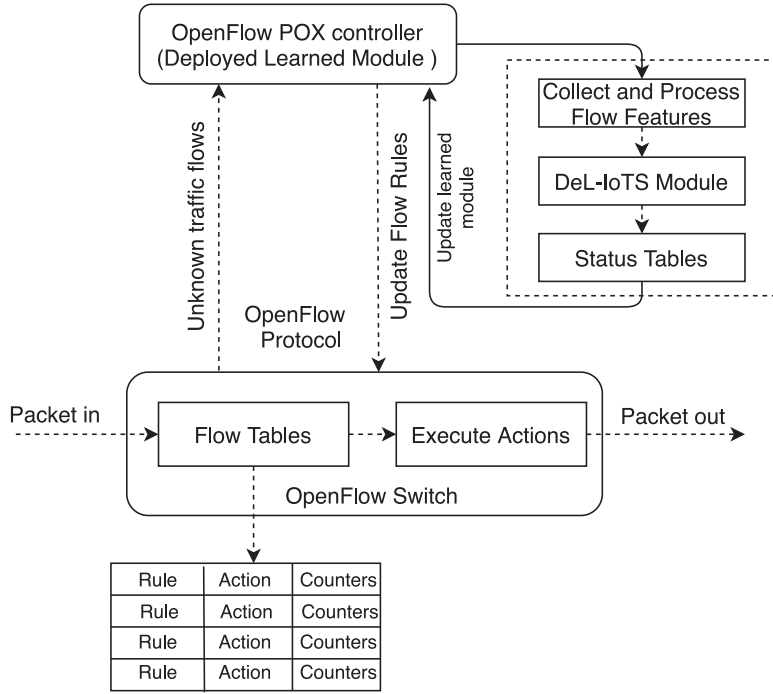 OpenFlow POX controller
(Deployed Learned Module )
Collect and Process
Flow Features
DeL-IoTS Module
Status Tables
Unknown traffic flows
Update Flow Rules
Update learned
module
OpenFlow
Protocol
Packet in
Flow Tables
Execute Actions
Packet out
OpenFlow Switch
Rule Action Counters
Rule Action Counters
Rule Action Counters
Rule Action Counters